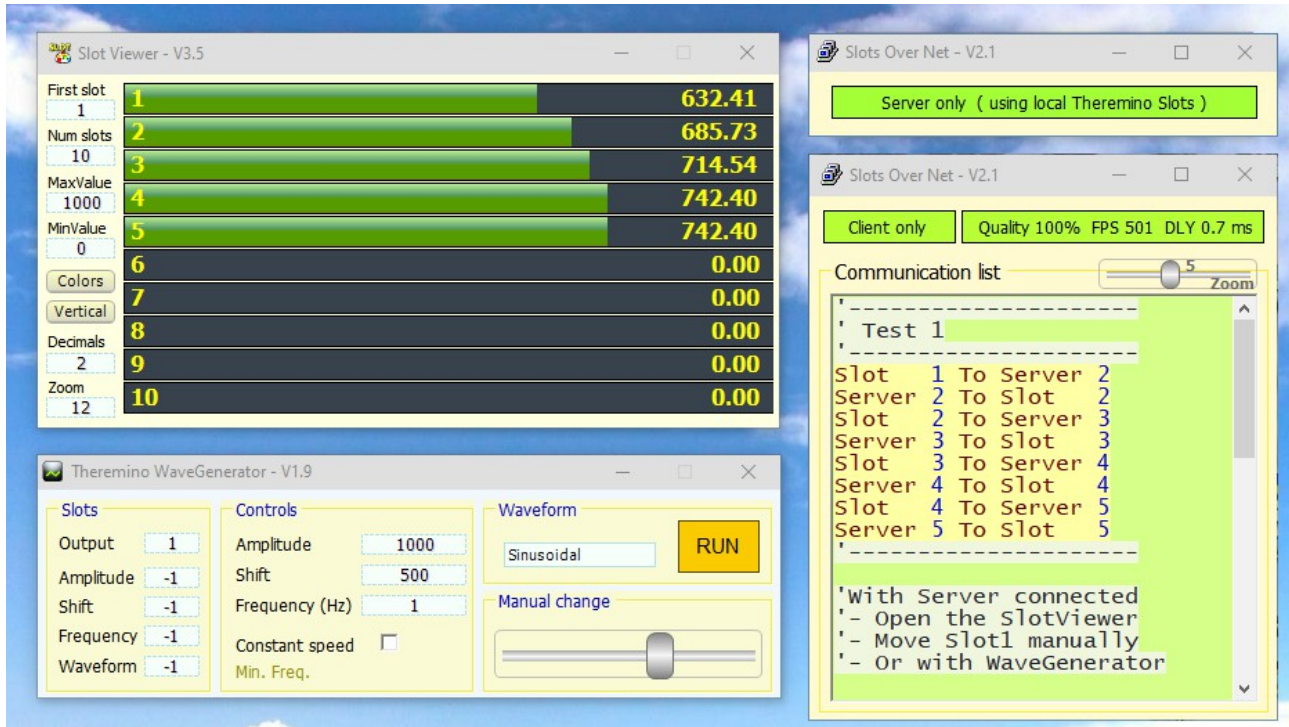 Slot Viewer - V3.5
First slot
1
Num slots
10
MaxValue
1000
MinValue
0
Colors
Vertical
Decimals
2
Zoom
12
1 632.41
2 685.73
3 714.54
4 742.40
5 742.40
6 0.00
7 0.00
8 0.00
9 0.00
10 0.00
Theremino WaveGenerator - V1.9
Slots
Output 1
Amplitude -1
Shift -1
Frequency -1
Waveform -1
Controls
Amplitude 1000
Shift 500
Frequency (Hz) 1
Constant speed
Min. Freq.
Waveform
Sinusoidal
RUN
Manual change
Slots Over Net - V2.1
Server only ( using local Theremino Slots )
Slots Over Net - V2.1
Client only
Quality 100% FPS 501 DLY 0.7 ms
Communication list
5
Zoom
'---------------------
' Test 1
'---------------------
Slot 1 To Server 2
Server 2 To Slot 2
Slot 2 To Server 3
Server 3 To Slot 3
Slot 3 To Server 4
Server 4 To Slot 4
Slot 4 To Server 5
Server 5 To Slot 5
'---------------------
'With Server connected
'- Open the SlotViewer
'- Move Slot1 manually
'- Or with WaveGenerator